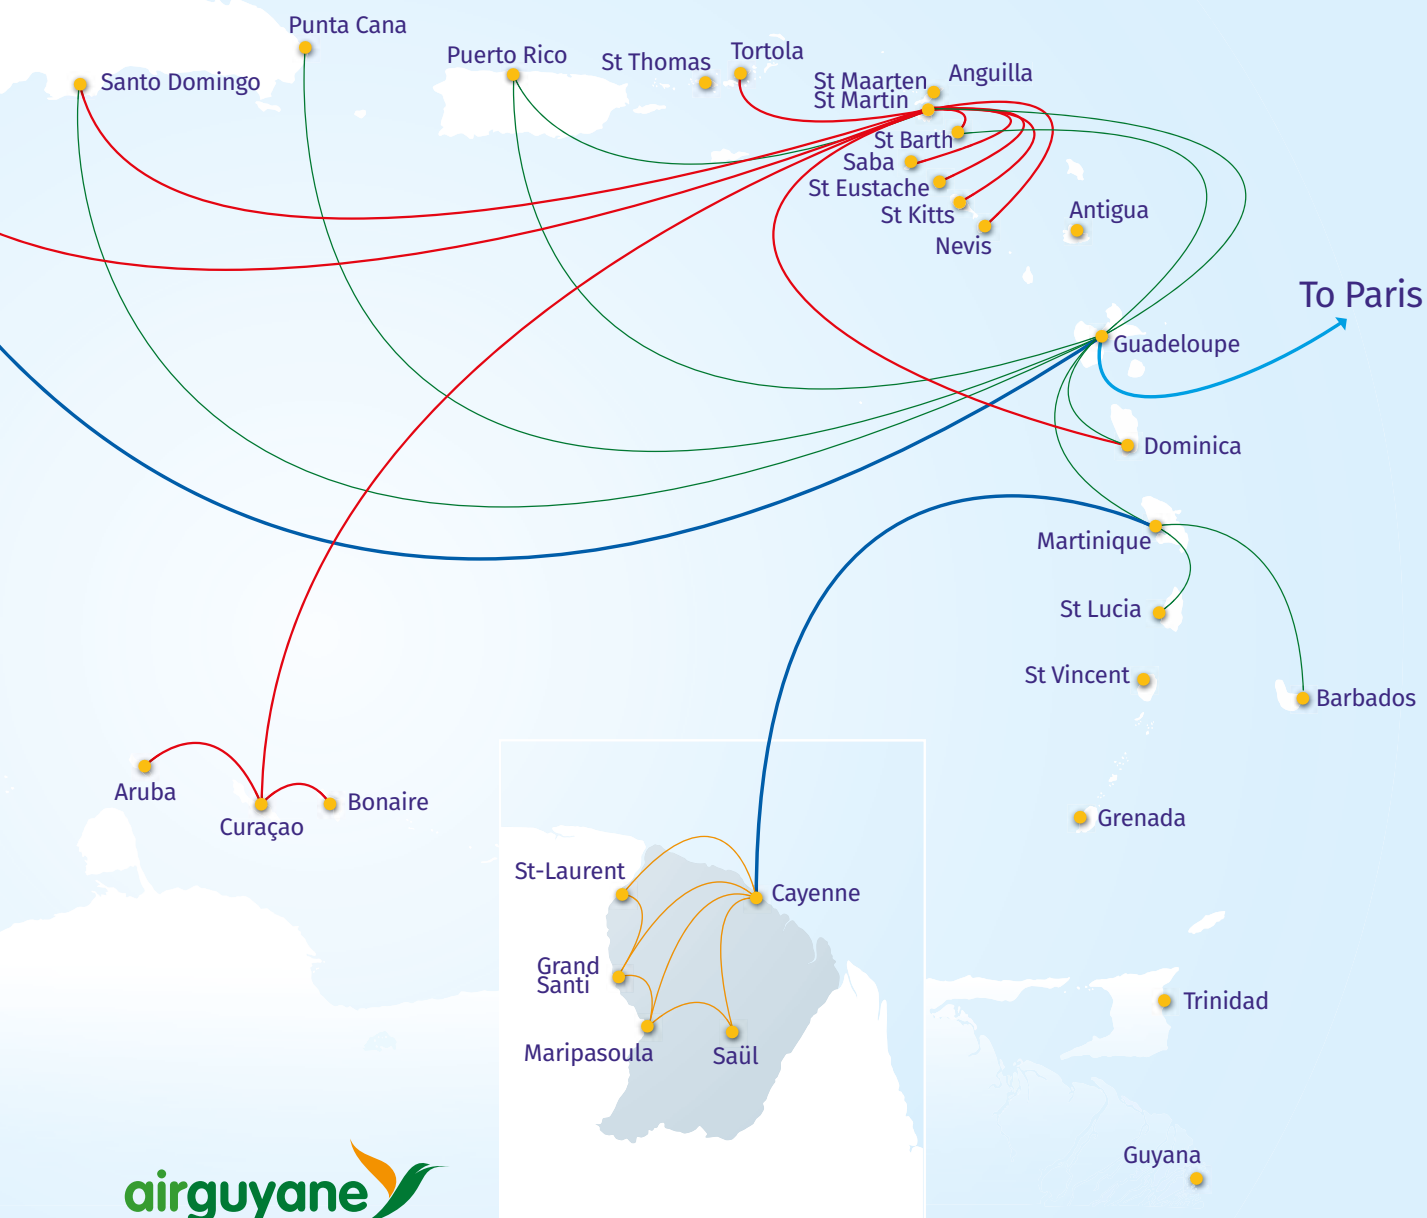 Punta Cana
Santo Domingo
Puerto Rico
St Thomas
Tortola
St Maarten
St Martin
Anguilla
St Barth
Saba
St Eustache
St Kitts
Nevis
Antigua
To Paris
Guadeloupe
Dominica
Martinique
St Lucia
St Vincent
Barbados
Aruba
Curaçao
Bonaire
Grenada
St-Laurent
Cayenne
Grand
Santi
Maripasoula
Saül
Trinidad
Guyana
airguyane